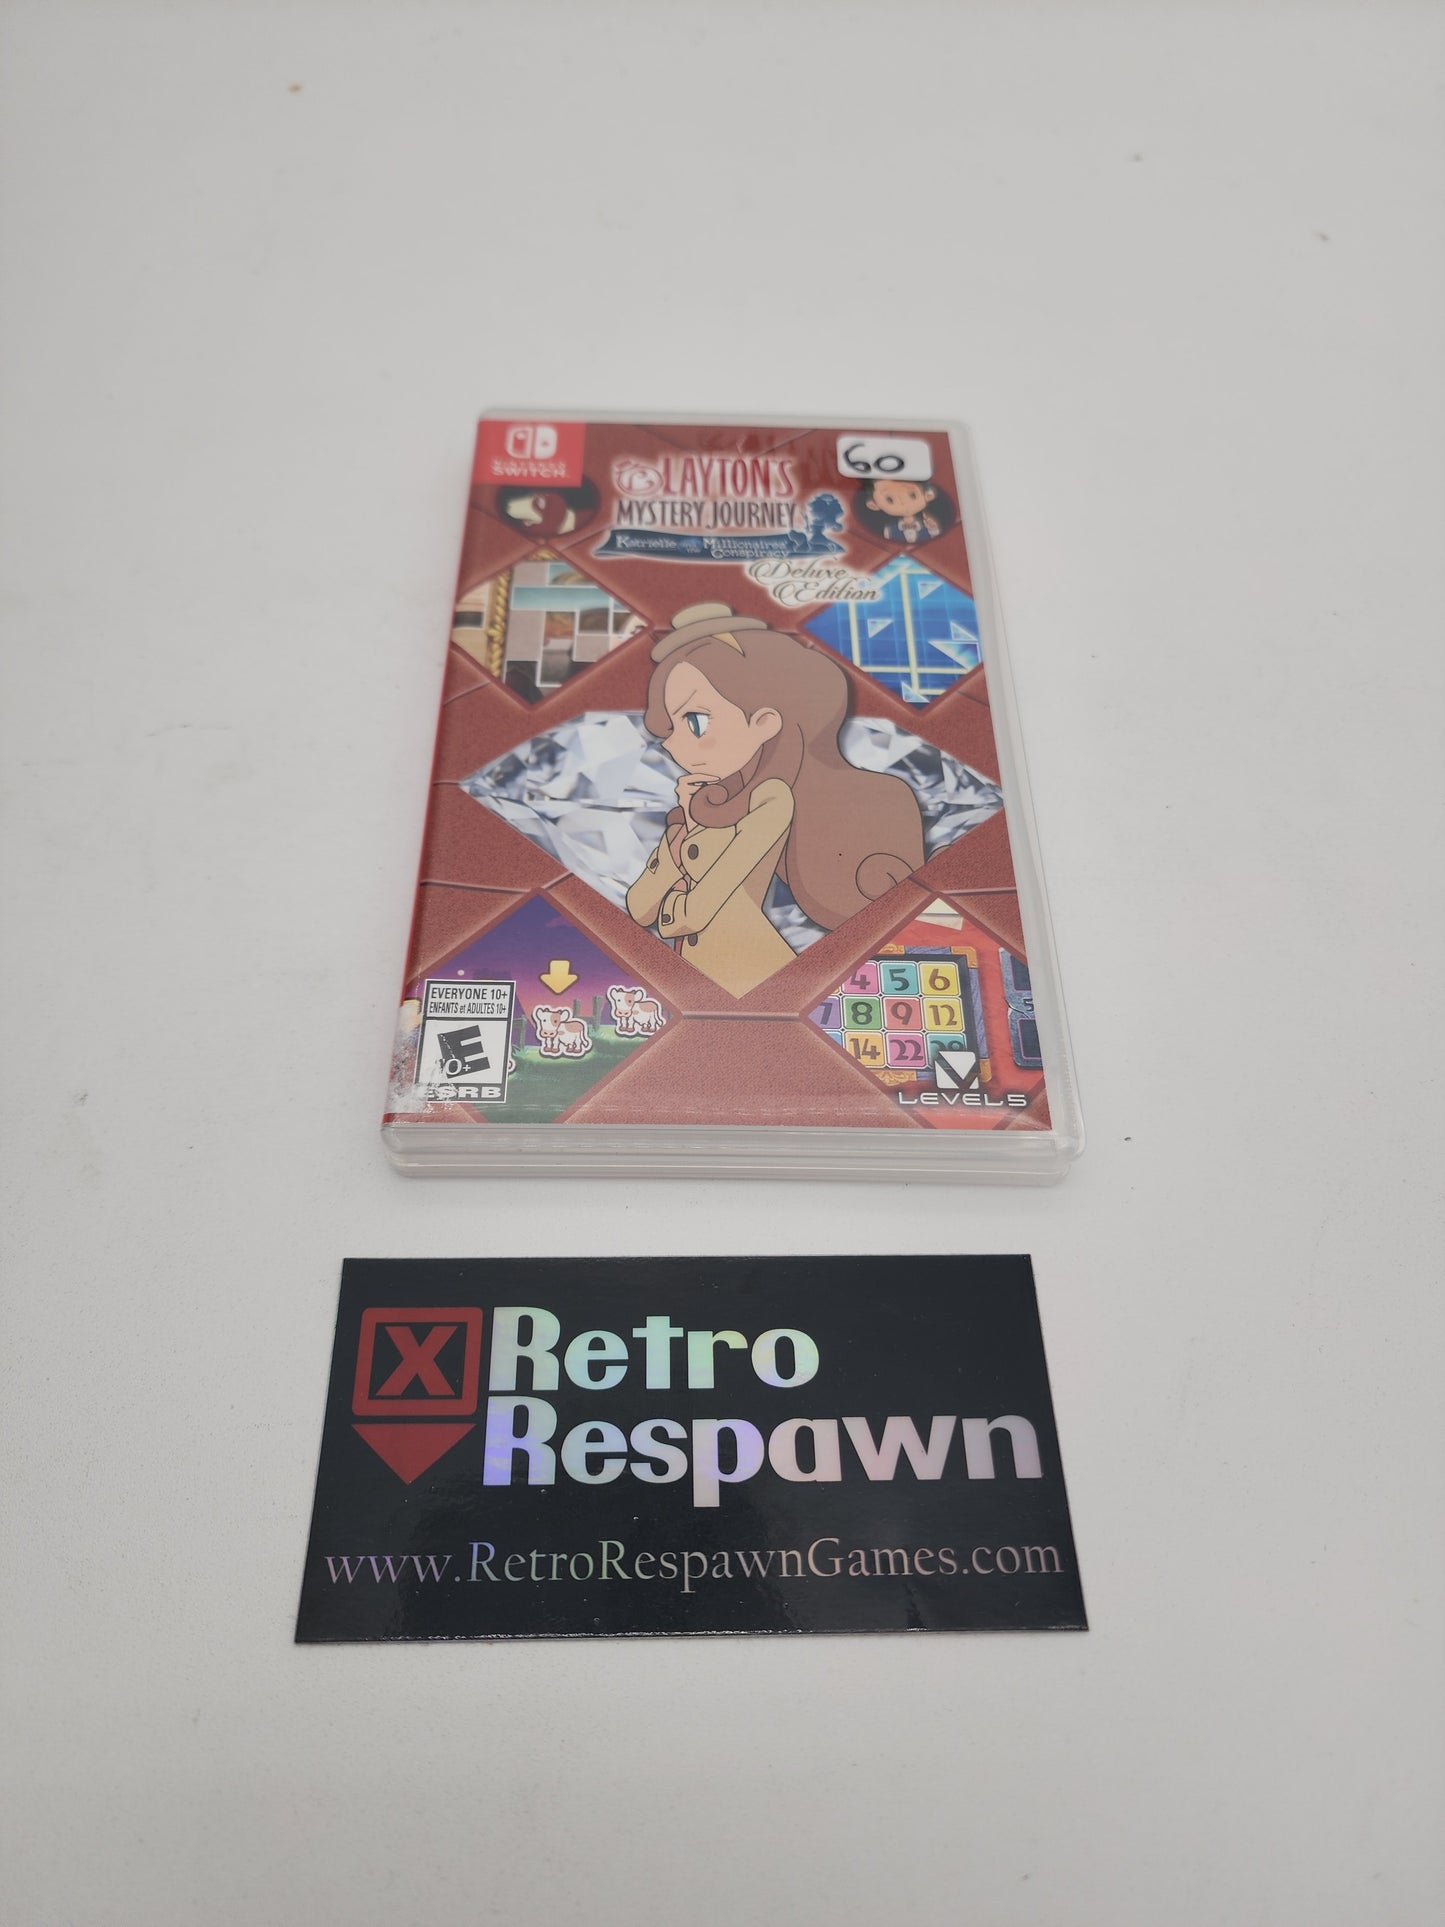 NINTENDO
SWITCH
60
LAYTON'S
MYSTERY JOURNEY
Katrielle and the Millionaires' Conspiracy
Deluxe
Edition
EVERYONE 10+
ENFANTS et ADULTES 10+
E
10+
ESRB
4 5 6
7 8 9 12
14 22
5
LEVEL5
X
Retro
Respawn
www.RetroRespawnGames.com